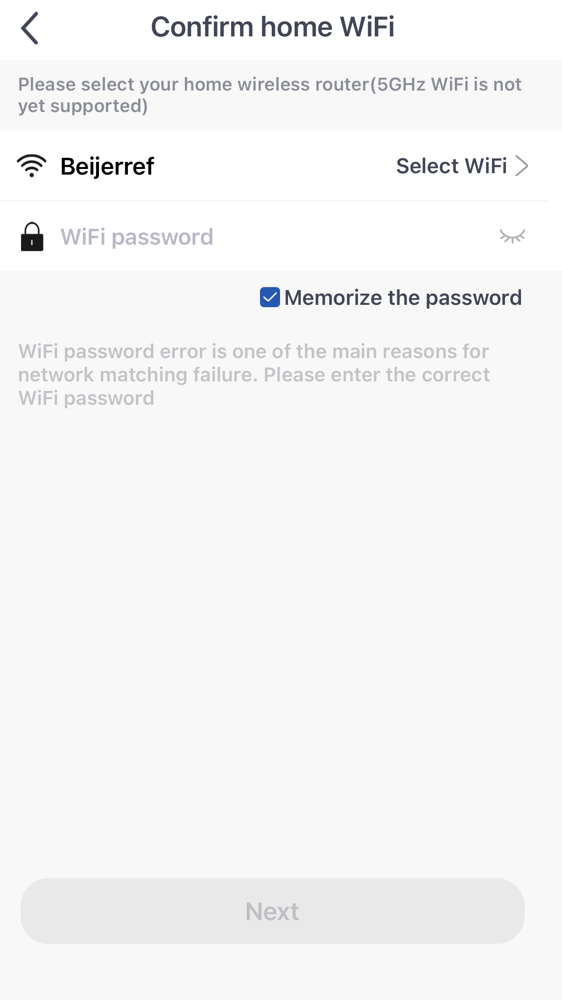 Confirm home WiFi
Please select your home wireless router(5GHz WiFi is not
yet supported)
Beijerref Select WiFi
WiFi password
Memorize the password
WiFi password error is one of the main reasons for
network matching failure. Please enter the correct
WiFi password
Next